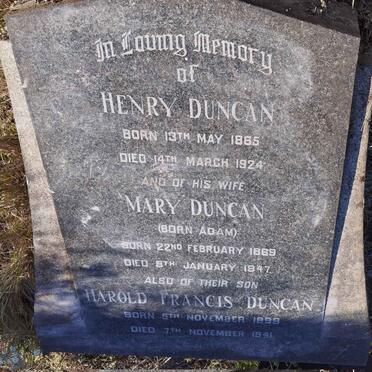 In Loving Memory
of
HENRY DUNCAN
BORN 13TH MAY 1865
DIED 14TH MARCH 1924
AND OF HIS WIFE
MARY DUNCAN
(BORN ADAM)
BORN 22ND FEBRUARY 1869
DIED 8TH JANUARY 1947
ALSO OF THEIR SON
HAROLD FRANCIS DUNCAN
BORN 5TH NOVEMBER 1899
DIED 7TH NOVEMBER 1941